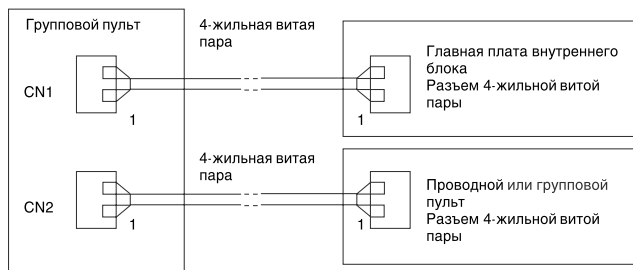 Групповой пульт
4-жильная витая
пара
Главная плата внутреннего
блока
Разъем 4-жильной витой
пары
CN1
1
1
4-жильная витая
пара
Проводной или групповой
пульт
Разъем 4-жильной витой
пары
CN2
1
1